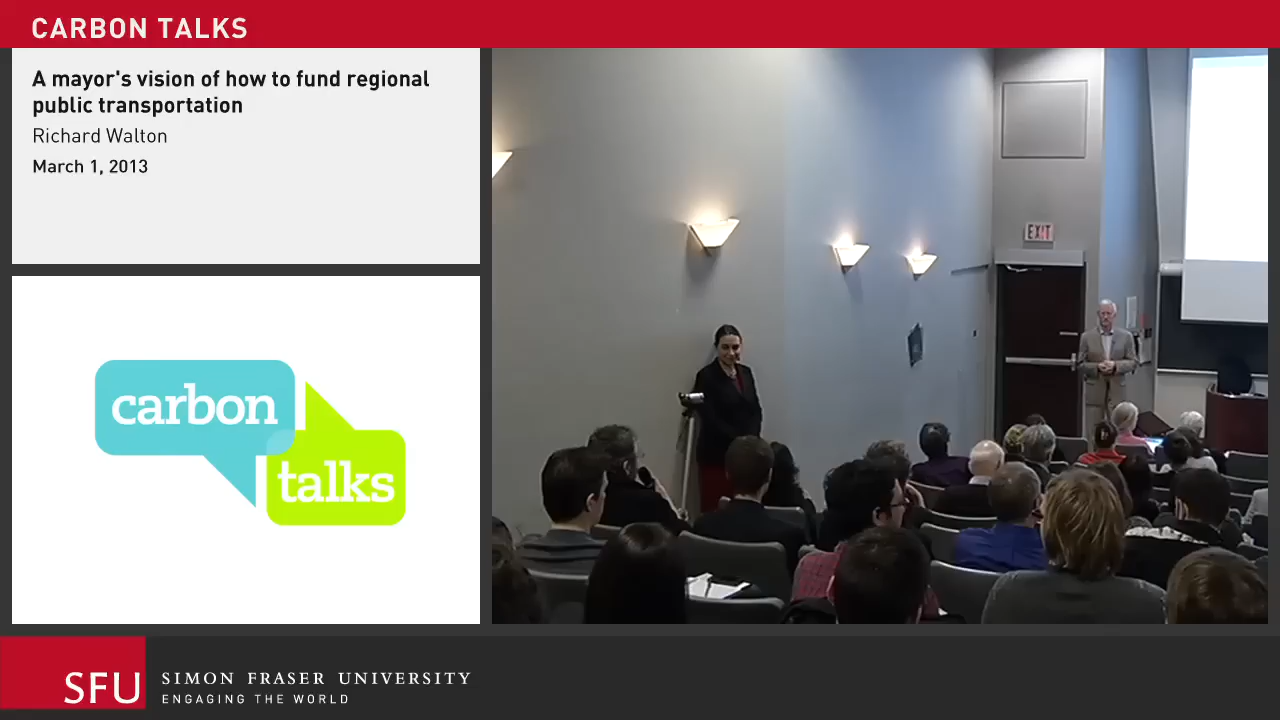 CARBON TALKS
A mayor's vision of how to fund regional
public transportation
Richard Walton
March 1, 2013
carbon
talks
EXIT
SFU
SIMON FRASER UNIVERSITY
ENGAGING THE WORLD